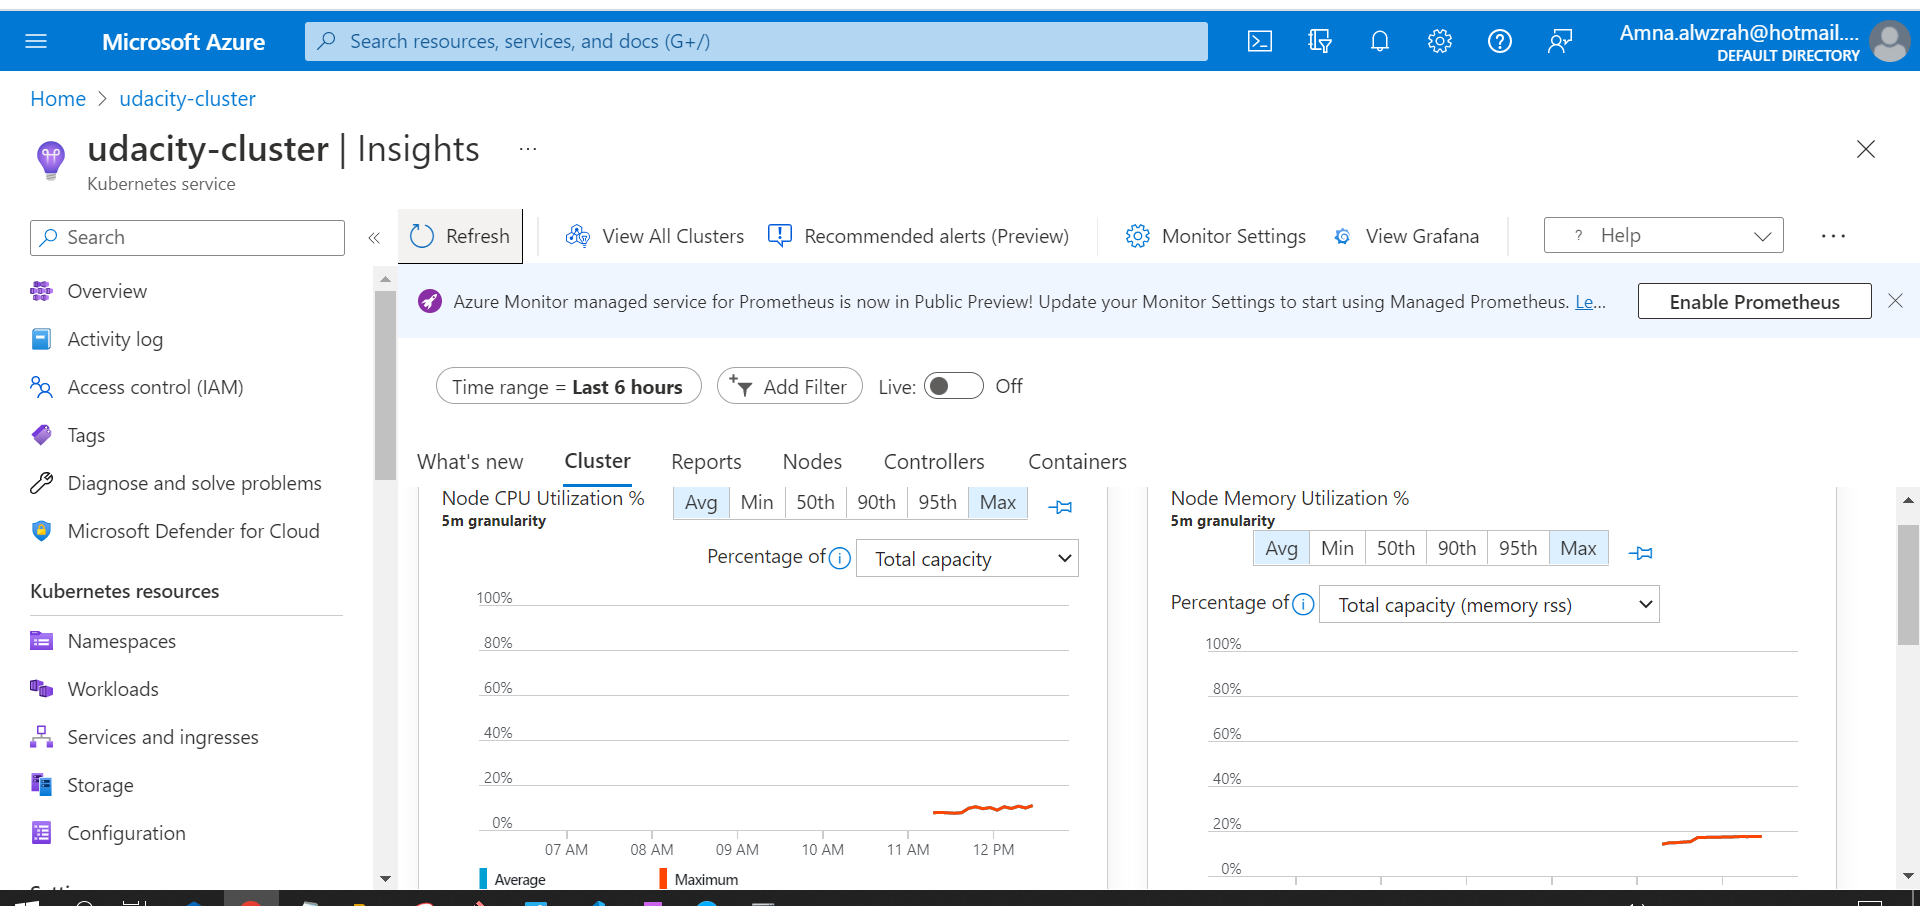 Microsoft Azure
Search resources, services, and docs (G+/)
Amna.alwzrah@hotmail....
DEFAULT DIRECTORY
Home > udacity-cluster
udacity-cluster | Insights ...
Kubernetes service
Search
«
Refresh
View All Clusters
Recommended alerts (Preview)
Monitor Settings
View Grafana
? Help
...
Overview
Activity log
Access control (IAM)
Tags
Diagnose and solve problems
Microsoft Defender for Cloud
Kubernetes resources
Namespaces
Workloads
Services and ingresses
Storage
Configuration
Azure Monitor managed service for Prometheus is now in Public Preview! Update your Monitor Settings to start using Managed Prometheus. Le...
Enable Prometheus
Time range = Last 6 hours
Add Filter
Live: Off
What's new
Cluster
Reports
Nodes
Controllers
Containers
Node CPU Utilization %
5m granularity
Avg Min 50th 90th 95th Max
Percentage of Total capacity
100%
80%
60%
40%
20%
0%
07 AM 08 AM 09 AM 10 AM 11 AM 12 PM
Average Maximum
Node Memory Utilization %
5m granularity
Avg Min 50th 90th 95th Max
Percentage of Total capacity (memory rss)
100%
80%
60%
40%
20%
0%